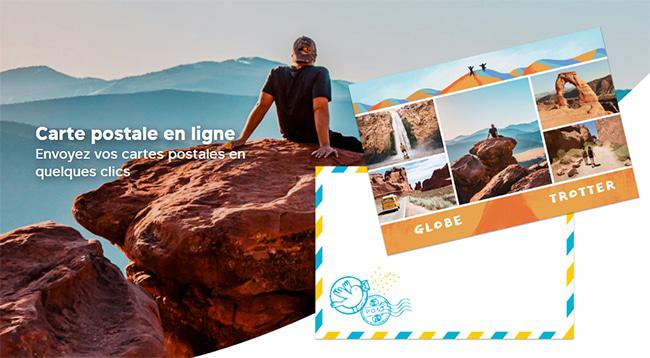 Carte postale en ligne
Envoyez vos cartes postales en
quelques clics
GLOBE
TROTTER